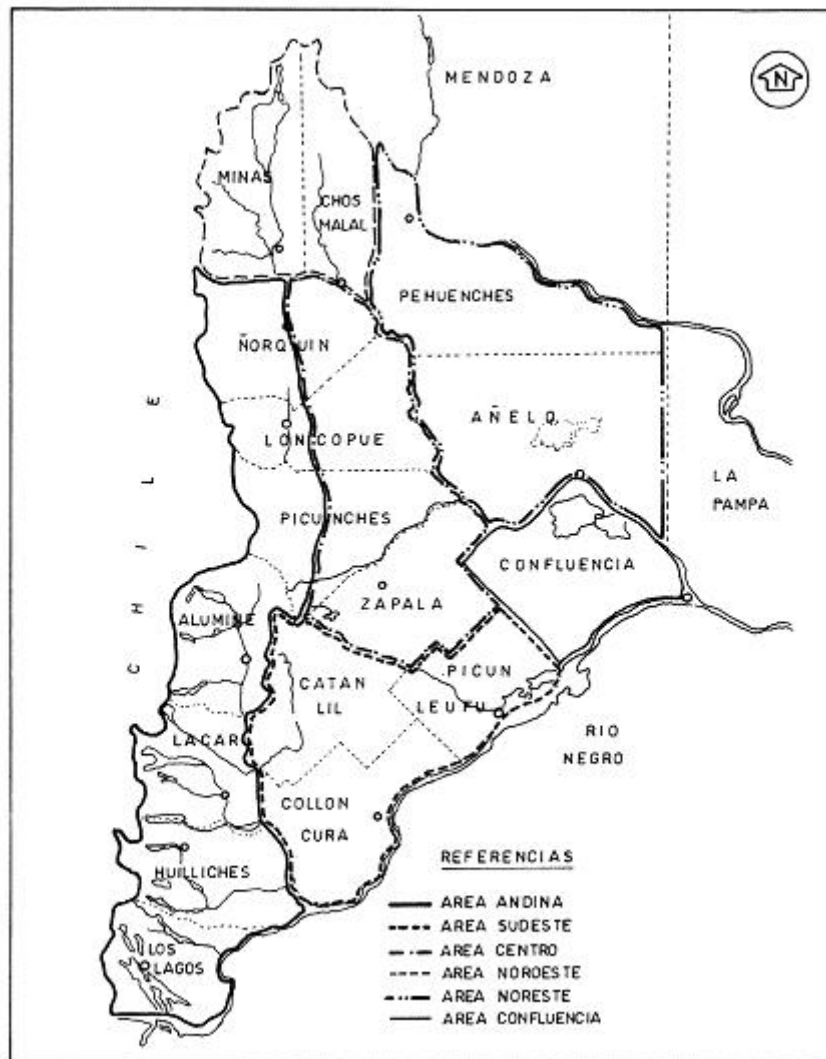 MENDOZA
N
MINAS
CHOS
MALAL
PEHUENCHES
ÑORQUIN
CHILE
AÑELO
LONCOPUE
LA
PAMPA
PICUNCHES
CONFLUENCIA
ZAPALA
ALUMINE
PICUN
LEUFU
CATAN
LIL
RIO
NEGRO
LACAR
COLLON
CURA
HUILLICHES
LOS
LAGOS
REFERENCIAS
AREA ANDINA
AREA SUDESTE
AREA CENTRO
AREA NOROESTE
AREA NORESTE
AREA CONFLUENCIA